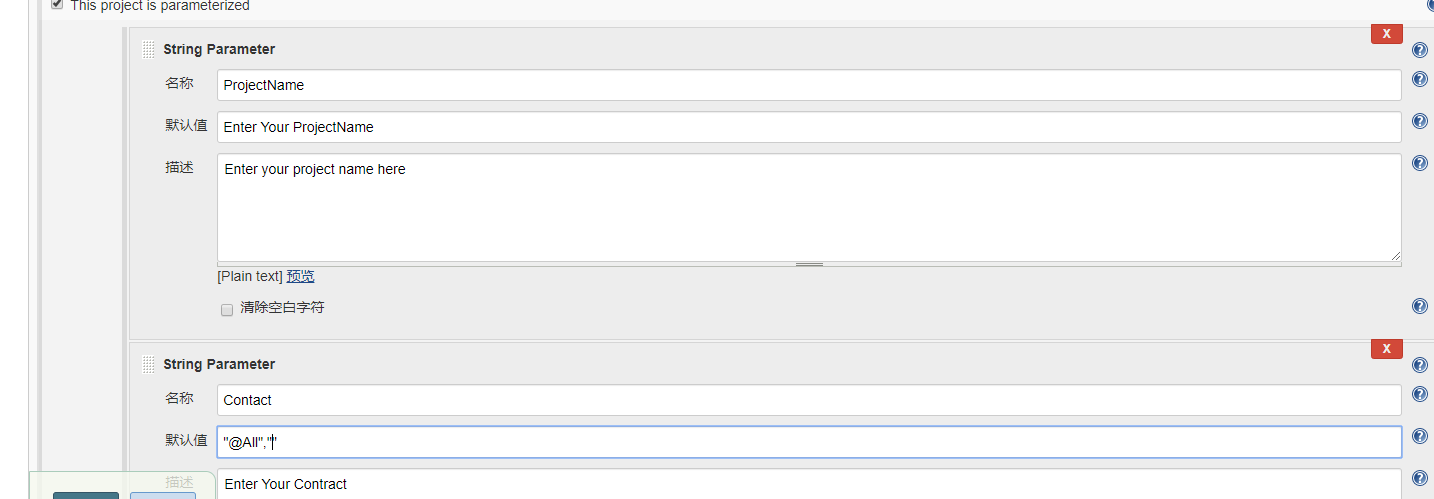 This project is parameterized
String Parameter
X
名称
ProjectName
默认值
Enter Your ProjectName
描述
Enter your project name here
[Plain text] 预览
清除空白字符
String Parameter
X
名称
Contact
默认值
"@All",""
描述
Enter Your Contract